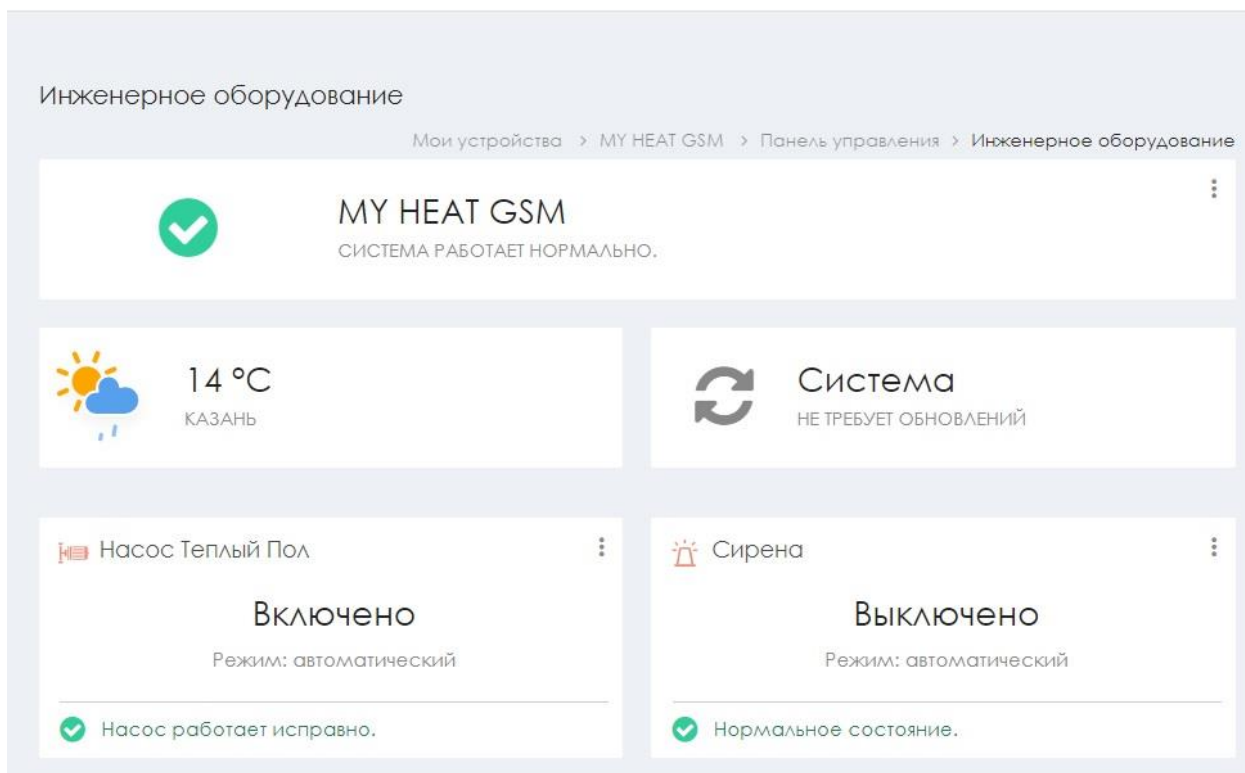 Инженерное оборудование
Мои устройства > MY HEAT GSM > Панель управления > Инженерное оборудование
MY HEAT GSM
СИСТЕМА РАБОТАЕТ НОРМАЛЬНО.
14 °C
КАЗАНЬ
Система
НЕ ТРЕБУЕТ ОБНОВЛЕНИЙ
Насос Теплый Пол
Включено
Режим: автоматический
Насос работает исправно.
Сирена
Выключено
Режим: автоматический
Нормальное состояние.